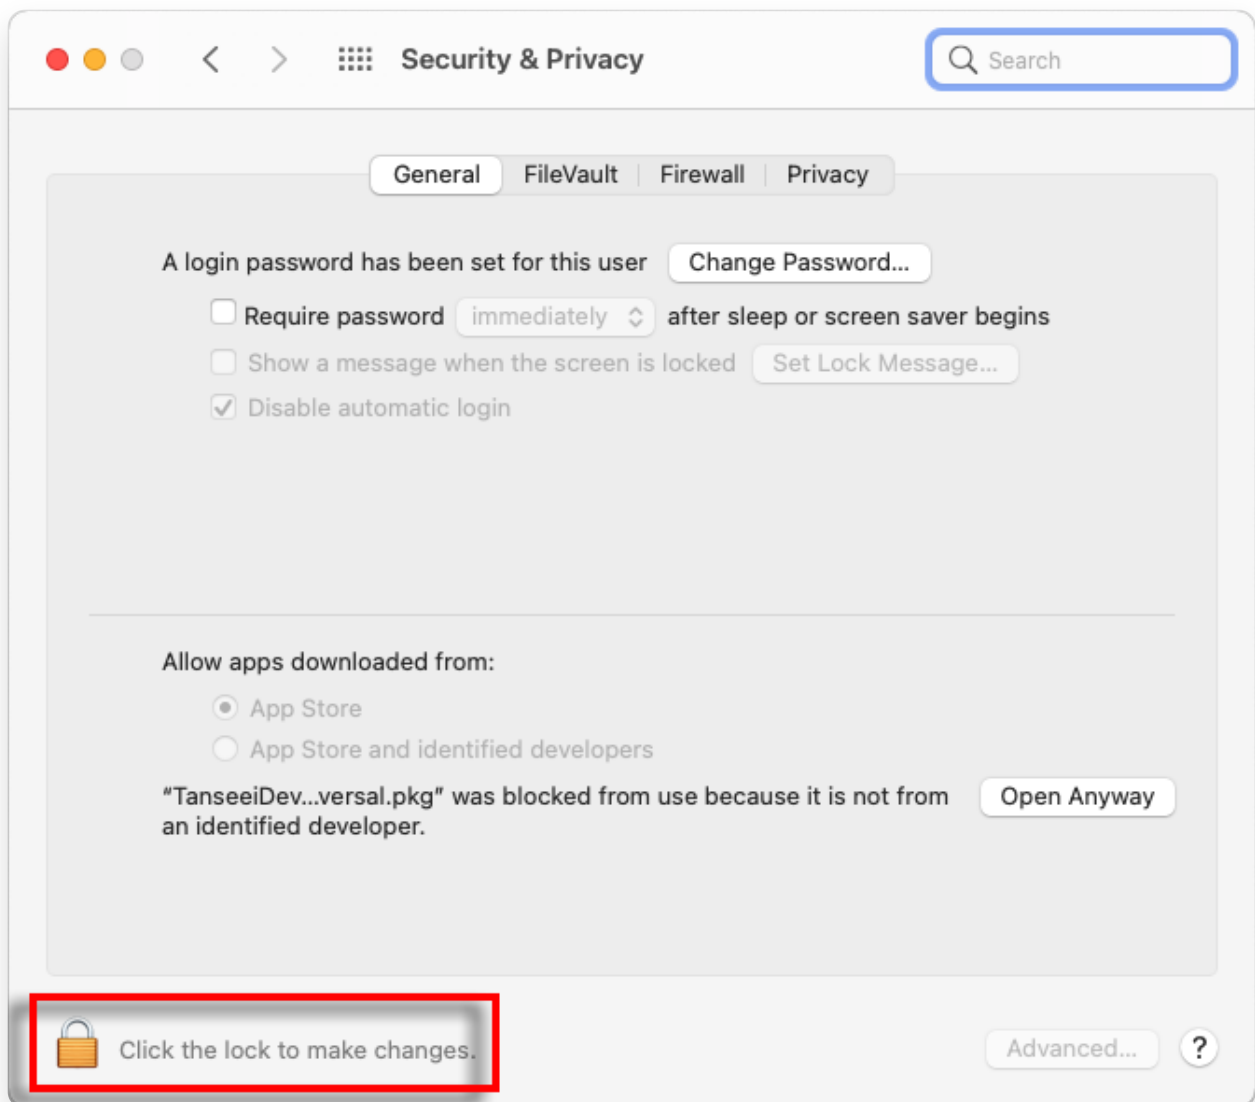 Security & Privacy
Search
General
FileVault
Firewall
Privacy
A login password has been set for this user
Change Password...
Require password immediately after sleep or screen saver begins
Show a message when the screen is locked
Set Lock Message...
Disable automatic login
Allow apps downloaded from:
App Store
App Store and identified developers
“TanseeiDev...versal.pkg” was blocked from use because it is not from
an identified developer.
Open Anyway
Click the lock to make changes.
Advanced...
?